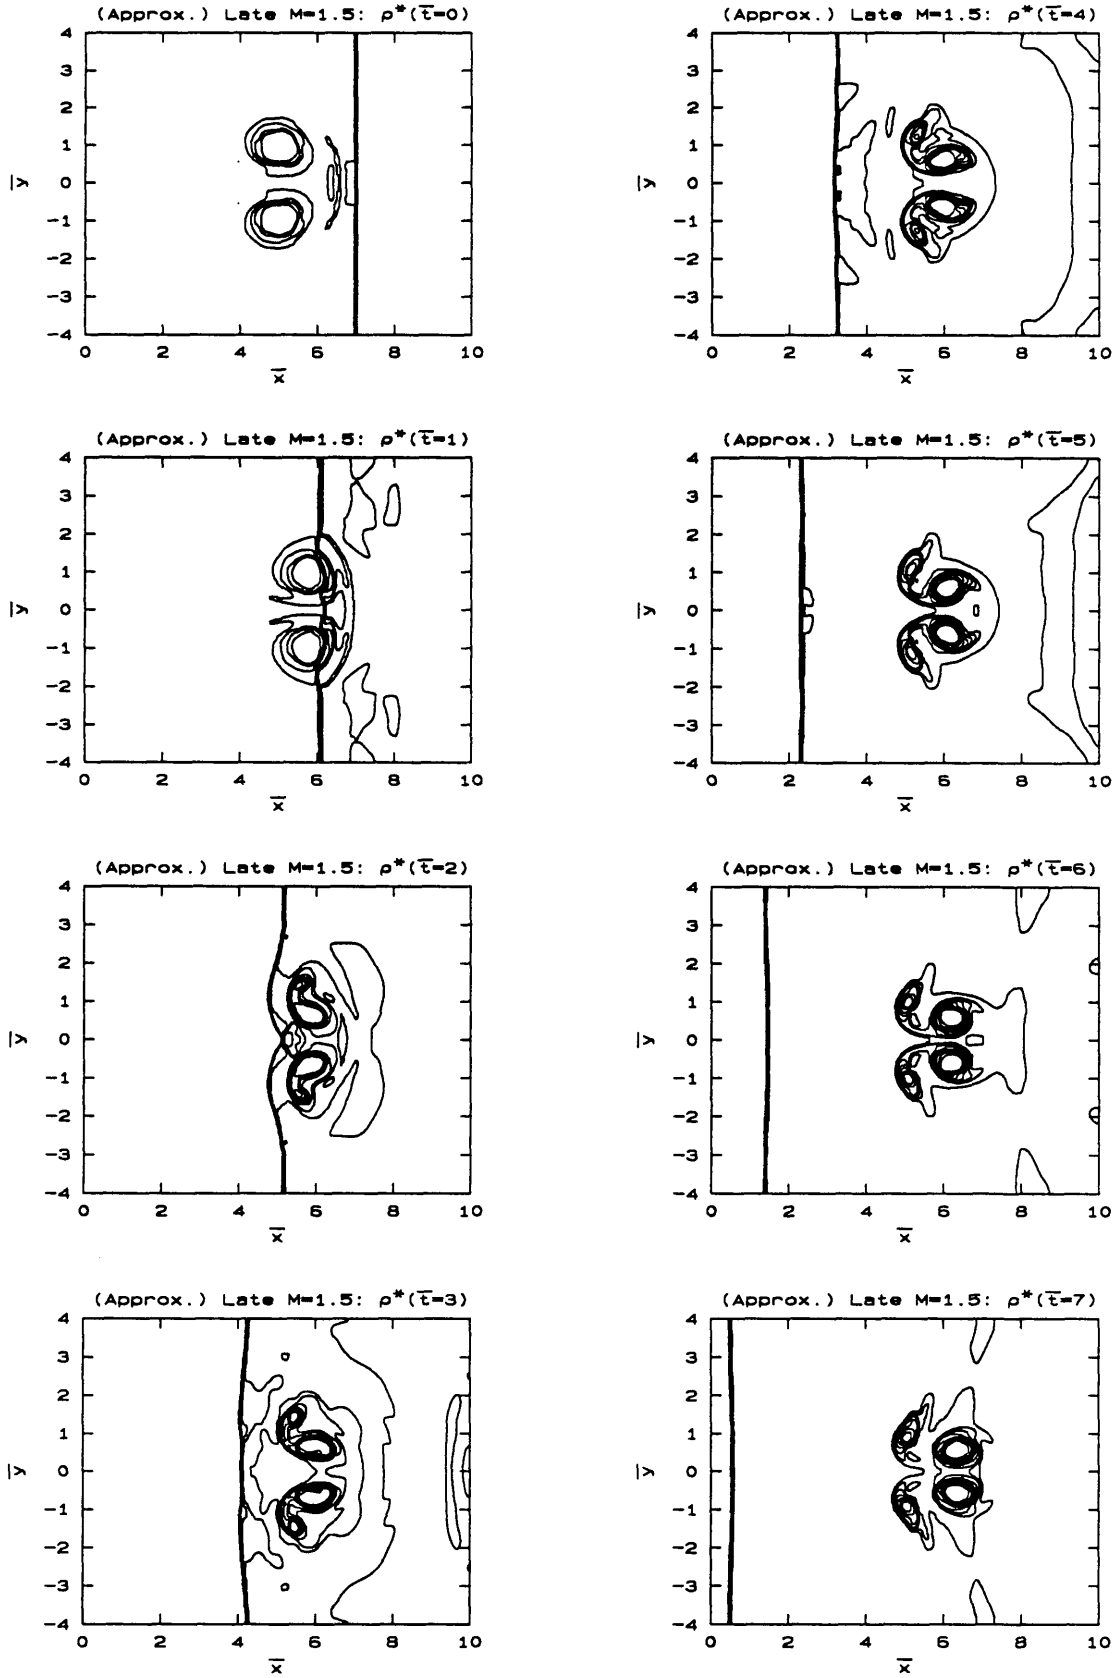 (Approx.) Late M=1.5: ρ*(t̅=0)
4
3
2
1
0
-1
-2
-3
-4
y̅
0 2 4 6 8 10
x̅
(Approx.) Late M=1.5: ρ*(t̅=4)
4
3
2
1
0
-1
-2
-3
-4
y̅
0 2 4 6 8 10
x̅
(Approx.) Late M=1.5: ρ*(t̅=1)
4
3
2
1
0
-1
-2
-3
-4
y̅
0 2 4 6 8 10
x̅
(Approx.) Late M=1.5: ρ*(t̅=5)
4
3
2
1
0
-1
-2
-3
-4
y̅
0 2 4 6 8 10
x̅
(Approx.) Late M=1.5: ρ*(t̅=2)
4
3
2
1
0
-1
-2
-3
-4
y̅
0 2 4 6 8 10
x̅
(Approx.) Late M=1.5: ρ*(t̅=6)
4
3
2
1
0
-1
-2
-3
-4
y̅
0 2 4 6 8 10
x̅
(Approx.) Late M=1.5: ρ*(t̅=3)
4
3
2
1
0
-1
-2
-3
-4
y̅
0 2 4 6 8 10
x̅
(Approx.) Late M=1.5: ρ*(t̅=7)
4
3
2
1
0
-1
-2
-3
-4
y̅
0 2 4 6 8 10
x̅